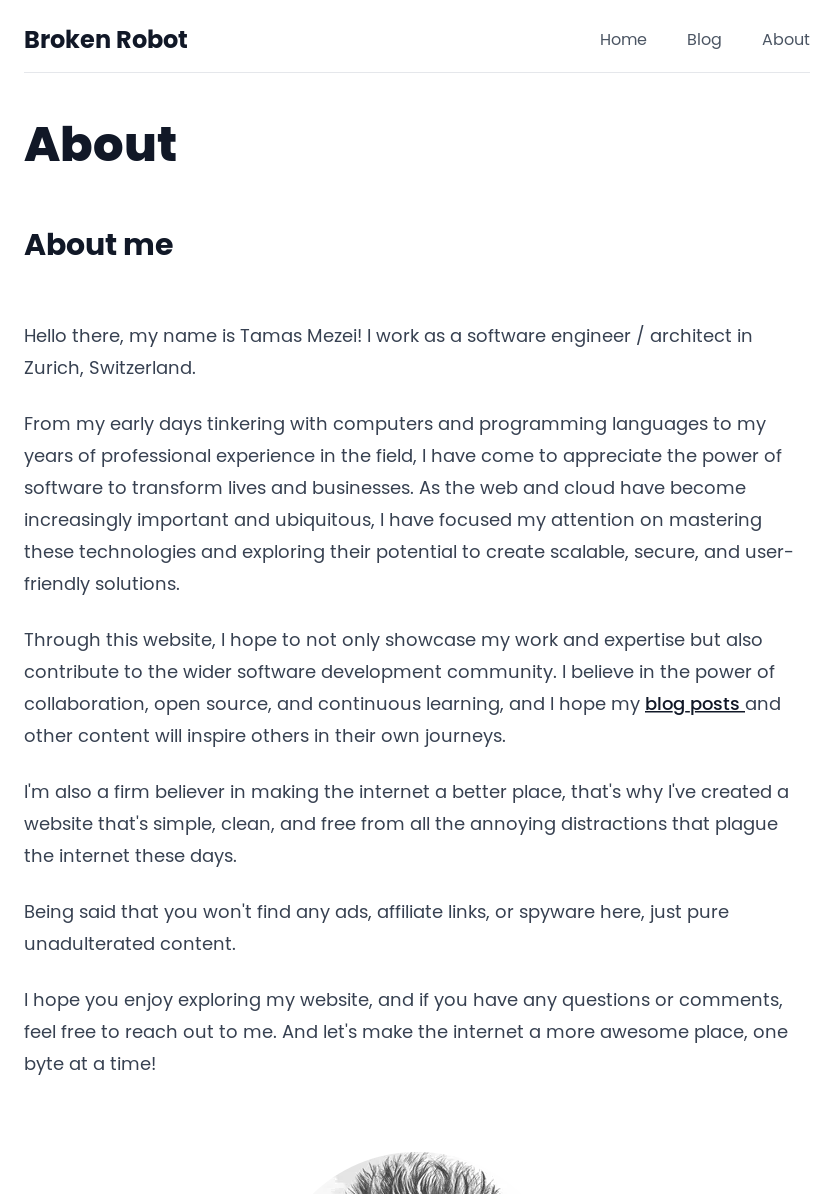 Broken Robot
Home Blog About
About
About me
Hello there, my name is Tamas Mezei! I work as a software engineer / architect in
Zurich, Switzerland.
From my early days tinkering with computers and programming languages to my
years of professional experience in the field, I have come to appreciate the power of
software to transform lives and businesses. As the web and cloud have become
increasingly important and ubiquitous, I have focused my attention on mastering
these technologies and exploring their potential to create scalable, secure, and user-
friendly solutions.
Through this website, I hope to not only showcase my work and expertise but also
contribute to the wider software development community. I believe in the power of
collaboration, open source, and continuous learning, and I hope my blog posts and
other content will inspire others in their own journeys.
I'm also a firm believer in making the internet a better place, that's why I've created a
website that's simple, clean, and free from all the annoying distractions that plague
the internet these days.
Being said that you won't find any ads, affiliate links, or spyware here, just pure
unadulterated content.
I hope you enjoy exploring my website, and if you have any questions or comments,
feel free to reach out to me. And let's make the internet a more awesome place, one
byte at a time!